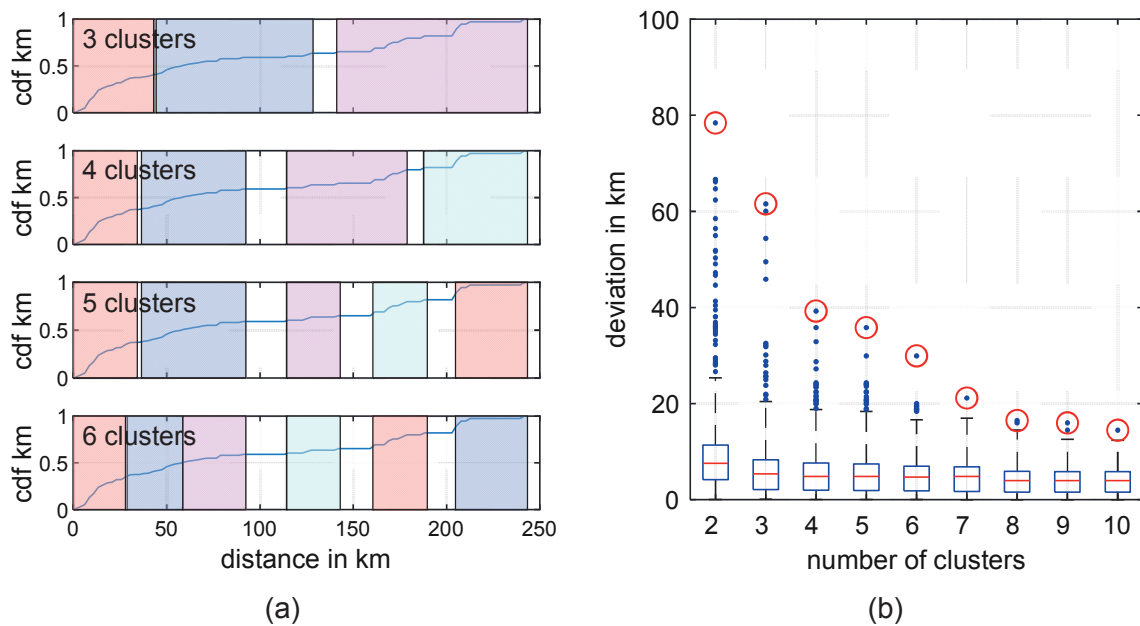 3 clusters
cdf km
1
0.5
0
4 clusters
cdf km
1
0.5
0
5 clusters
cdf km
1
0.5
0
6 clusters
cdf km
1
0.5
0
0 50 100 150 200 250
distance in km
(a)
deviation in km
100
80
60
40
20
0
2 3 4 5 6 7 8 9 10
number of clusters
(b)